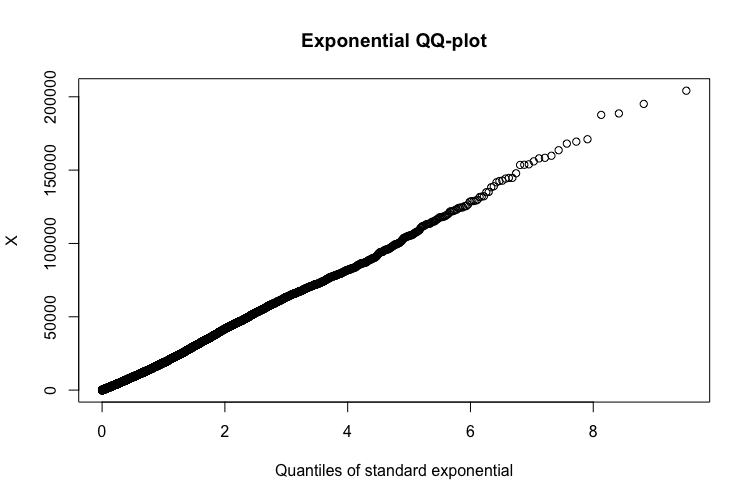 Exponential QQ-plot
200000
150000
100000
50000
0
X
0 2 4 6 8
Quantiles of standard exponential